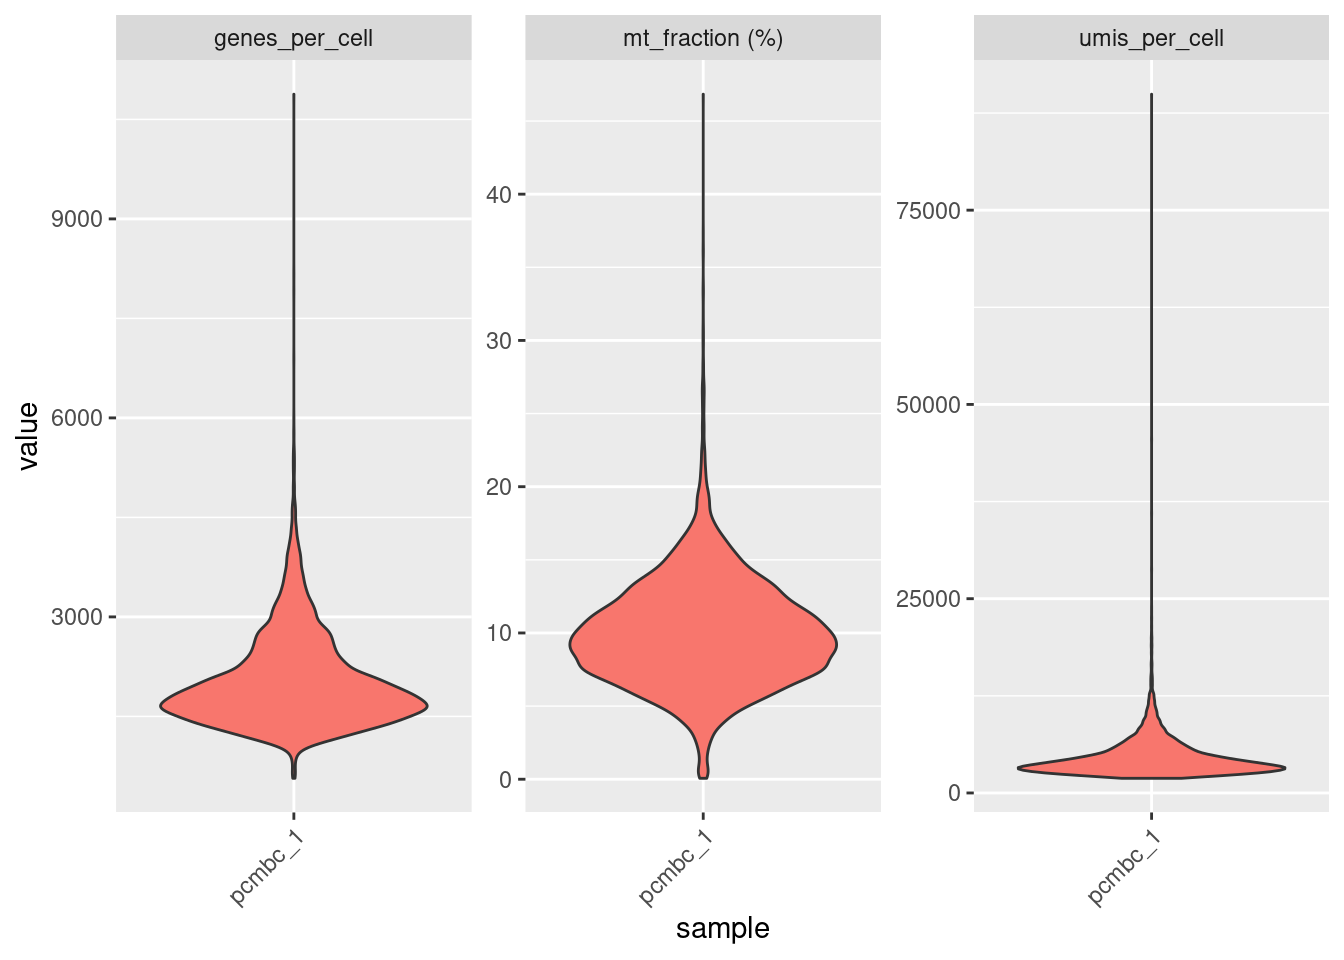 genes_per_cell
mt_fraction (%)
umis_per_cell
value
9000
6000
3000
40
30
20
10
0
75000
50000
25000
0
pcmbc_1
pcmbc_1
pcmbc_1
sample